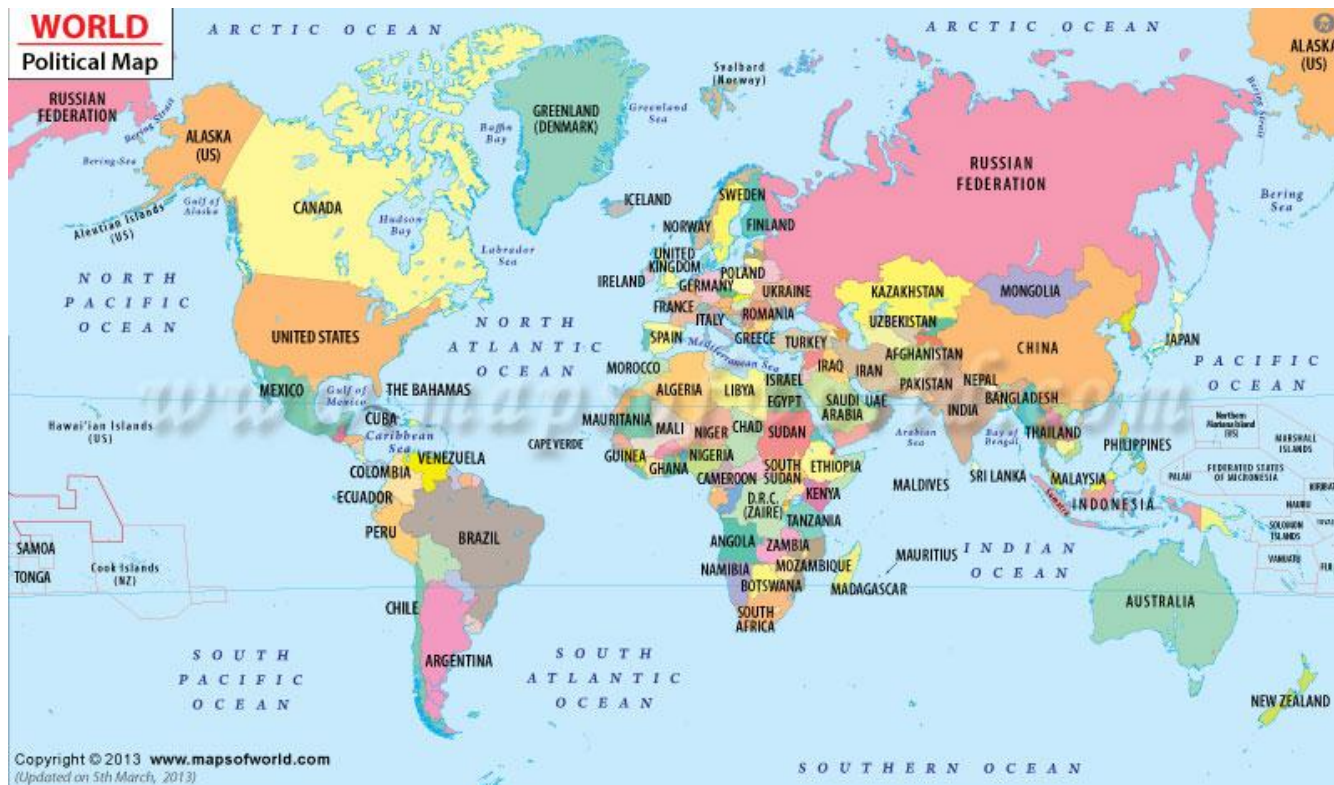 WORLD
Political Map
ARCTIC OCEAN
ARCTIC OCEAN
ALASKA
(US)
RUSSIAN
FEDERATION
Bering Strait
ALASKA
(US)
Bering-Sea
Gulf of
Alaska
Aleutian Islands
(US)
CANADA
Hudson
Bay
Baffin
Bay
GREENLAND
(DENMARK)
Greenland
Sea
Labrador
Sea
Svalbard
(Norway)
ICELAND
RUSSIAN
FEDERATION
Bering Strait
Bering
Sea
NORTH
PACIFIC
OCEAN
UNITED STATES
NORTH
ATLANTIC
OCEAN
SWEDEN
NORWAY
FINLAND
UNITED
KINGDOM
IRELAND
POLAND
GERMANY
UKRAINE
FRANCE
ITALY
ROMANIA
SPAIN
GREECE
TURKEY
Mediterranean Sea
KAZAKHSTAN
UZBEKISTAN
MONGOLIA
CHINA
JAPAN
PACIFIC
OCEAN
MEXICO
Gulf of
Mexico
THE BAHAMAS
CUBA
Caribbean
Sea
Hawai'ian Islands
(US)
MOROCCO
ALGERIA
LIBYA
ISRAEL
EGYPT
IRAQ
IRAN
AFGHANISTAN
PAKISTAN
NEPAL
BANGLADESH
SAUDI
ARABIA
UAE
INDIA
Arabian
Sea
Bay of
Bengal
THAILAND
PHILIPPINES
Northern
Mariana Island
(US)
MARSHALL
ISLANDS
MAURITANIA
MALI
NIGER
CHAD
SUDAN
CAPE VERDE
GUINEA
GHANA
NIGERIA
CAMEROON
SOUTH
SUDAN
ETHIOPIA
VENEZUELA
COLOMBIA
ECUADOR
PERU
BRAZIL
D.R.C.
(ZAIRE)
KENYA
TANZANIA
MALDIVES
SRI LANKA
MALAYSIA
Sumatra
INDONESIA
PALAU
FEDERATED STATES
OF MICRONESIA
NAURU
SOLOMON
ISLANDS
VANUATU
SAMOA
TONGA
Cook Islands
(NZ)
ANGOLA
ZAMBIA
NAMIBIA
MOZAMBIQUE
BOTSWANA
MADAGASCAR
MAURITIUS
INDIAN
OCEAN
SOUTH
AFRICA
AUSTRALIA
CHILE
ARGENTINA
SOUTH
PACIFIC
OCEAN
SOUTH
ATLANTIC
OCEAN
NEW ZEALAND
SOUTHERN OCEAN
Copyright © 2013 www.mapsofworld.com
(Updated on 5th March, 2013)